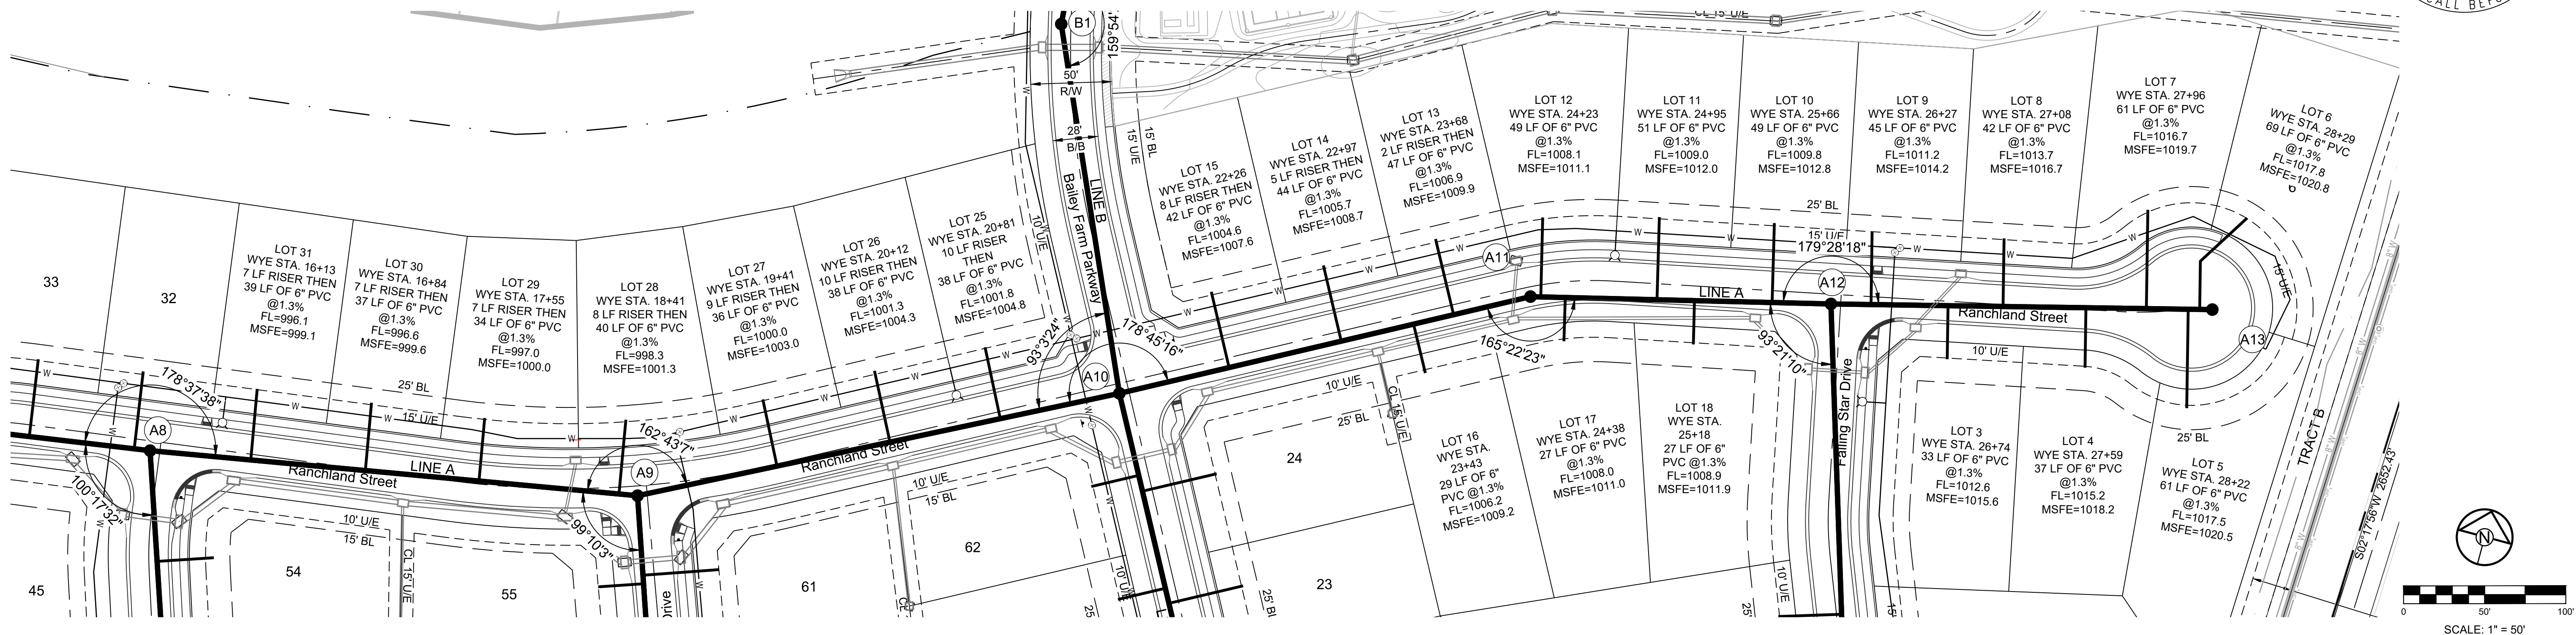 CALL BEFO
B1
159°54'
CL 15' U/E
50'
R/W
28'
B/B
15' U/E
15' BL
LINE B
Bailey Farm Parkway
10' U/E
33
32
LOT 31
WYE STA. 16+13
7 LF RISER THEN
39 LF OF 6" PVC
@1.3%
FL=996.1
MSFE=999.1
LOT 30
WYE STA. 16+84
7 LF RISER THEN
37 LF OF 6" PVC
@1.3%
FL=996.6
MSFE=999.6
LOT 29
WYE STA. 17+55
7 LF RISER THEN
34 LF OF 6" PVC
@1.3%
FL=997.0
MSFE=1000.0
LOT 28
WYE STA. 18+41
8 LF RISER THEN
40 LF OF 6" PVC
@1.3%
FL=998.3
MSFE=1001.3
LOT 27
WYE STA. 19+41
9 LF RISER THEN
36 LF OF 6" PVC
@1.3%
FL=1000.0
MSFE=1003.0
LOT 26
WYE STA. 20+12
10 LF RISER THEN
38 LF OF 6" PVC
@1.3%
FL=1001.3
MSFE=1004.3
LOT 25
WYE STA. 20+81
10 LF RISER
THEN
38 LF OF 6" PVC
@1.3%
FL=1001.8
MSFE=1004.8
LOT 15
WYE STA. 22+26
8 LF RISER THEN
42 LF OF 6" PVC
@1.3%
FL=1004.6
MSFE=1007.6
LOT 14
WYE STA. 22+97
5 LF RISER THEN
44 LF OF 6" PVC
@1.3%
FL=1005.7
MSFE=1008.7
LOT 13
WYE STA. 23+68
2 LF RISER THEN
47 LF OF 6" PVC
@1.3%
FL=1006.9
MSFE=1009.9
LOT 12
WYE STA. 24+23
49 LF OF 6" PVC
@1.3%
FL=1008.1
MSFE=1011.1
LOT 11
WYE STA. 24+95
51 LF OF 6" PVC
@1.3%
FL=1009.0
MSFE=1012.0
LOT 10
WYE STA. 25+66
49 LF OF 6" PVC
@1.3%
FL=1009.8
MSFE=1012.8
LOT 9
WYE STA. 26+27
45 LF OF 6" PVC
@1.3%
FL=1011.2
MSFE=1014.2
LOT 8
WYE STA. 27+08
42 LF OF 6" PVC
@1.3%
FL=1013.7
MSFE=1016.7
LOT 7
WYE STA. 27+96
61 LF OF 6" PVC
@1.3%
FL=1016.7
MSFE=1019.7
LOT 6
WYE STA. 28+29
69 LF OF 6" PVC
@1.3%
FL=1017.8
MSFE=1020.8
25' BL
15' U/E
178°37'38"
A8
25' BL
15' U/E
LINE A
Ranchland Street
162°43'7"
A9
Ranchland Street
93°3'24"
A10
178°45'16"
A11
165°22'23"
LINE A
179°28'18"
A12
93°21'10"
Falling Star Drive
Ranchland Street
15' U/E
A13
10' U/E
25' BL
TRACT B
8" W
8" W
8" W
S02°17'56"W 2652.43'
100°17'32"
99°10'3"
45
54
55
10' U/E
15' BL
CL 15' U/E
Drive
61
62
10' U/E
15' BL
10' U/E
25'
24
23
10' U/E
25' BL
CL 15' U/E
LOT 16
WYE STA.
23+43
29 LF OF 6"
PVC @1.3%
FL=1006.2
MSFE=1009.2
LOT 17
WYE STA. 24+38
27 LF OF 6" PVC
@1.3%
FL=1008.0
MSFE=1011.0
LOT 18
WYE STA.
25+18
27 LF OF 6"
PVC @1.3%
FL=1008.9
MSFE=1011.9
10' U/E
25'
15'
LOT 3
WYE STA. 26+74
33 LF OF 6" PVC
@1.3%
FL=1012.6
MSFE=1015.6
LOT 4
WYE STA. 27+59
37 LF OF 6" PVC
@1.3%
FL=1015.2
MSFE=1018.2
LOT 5
WYE STA. 28+22
61 LF OF 6" PVC
@1.3%
FL=1017.5
MSFE=1020.5
N
0 50' 100'
SCALE: 1" = 50'